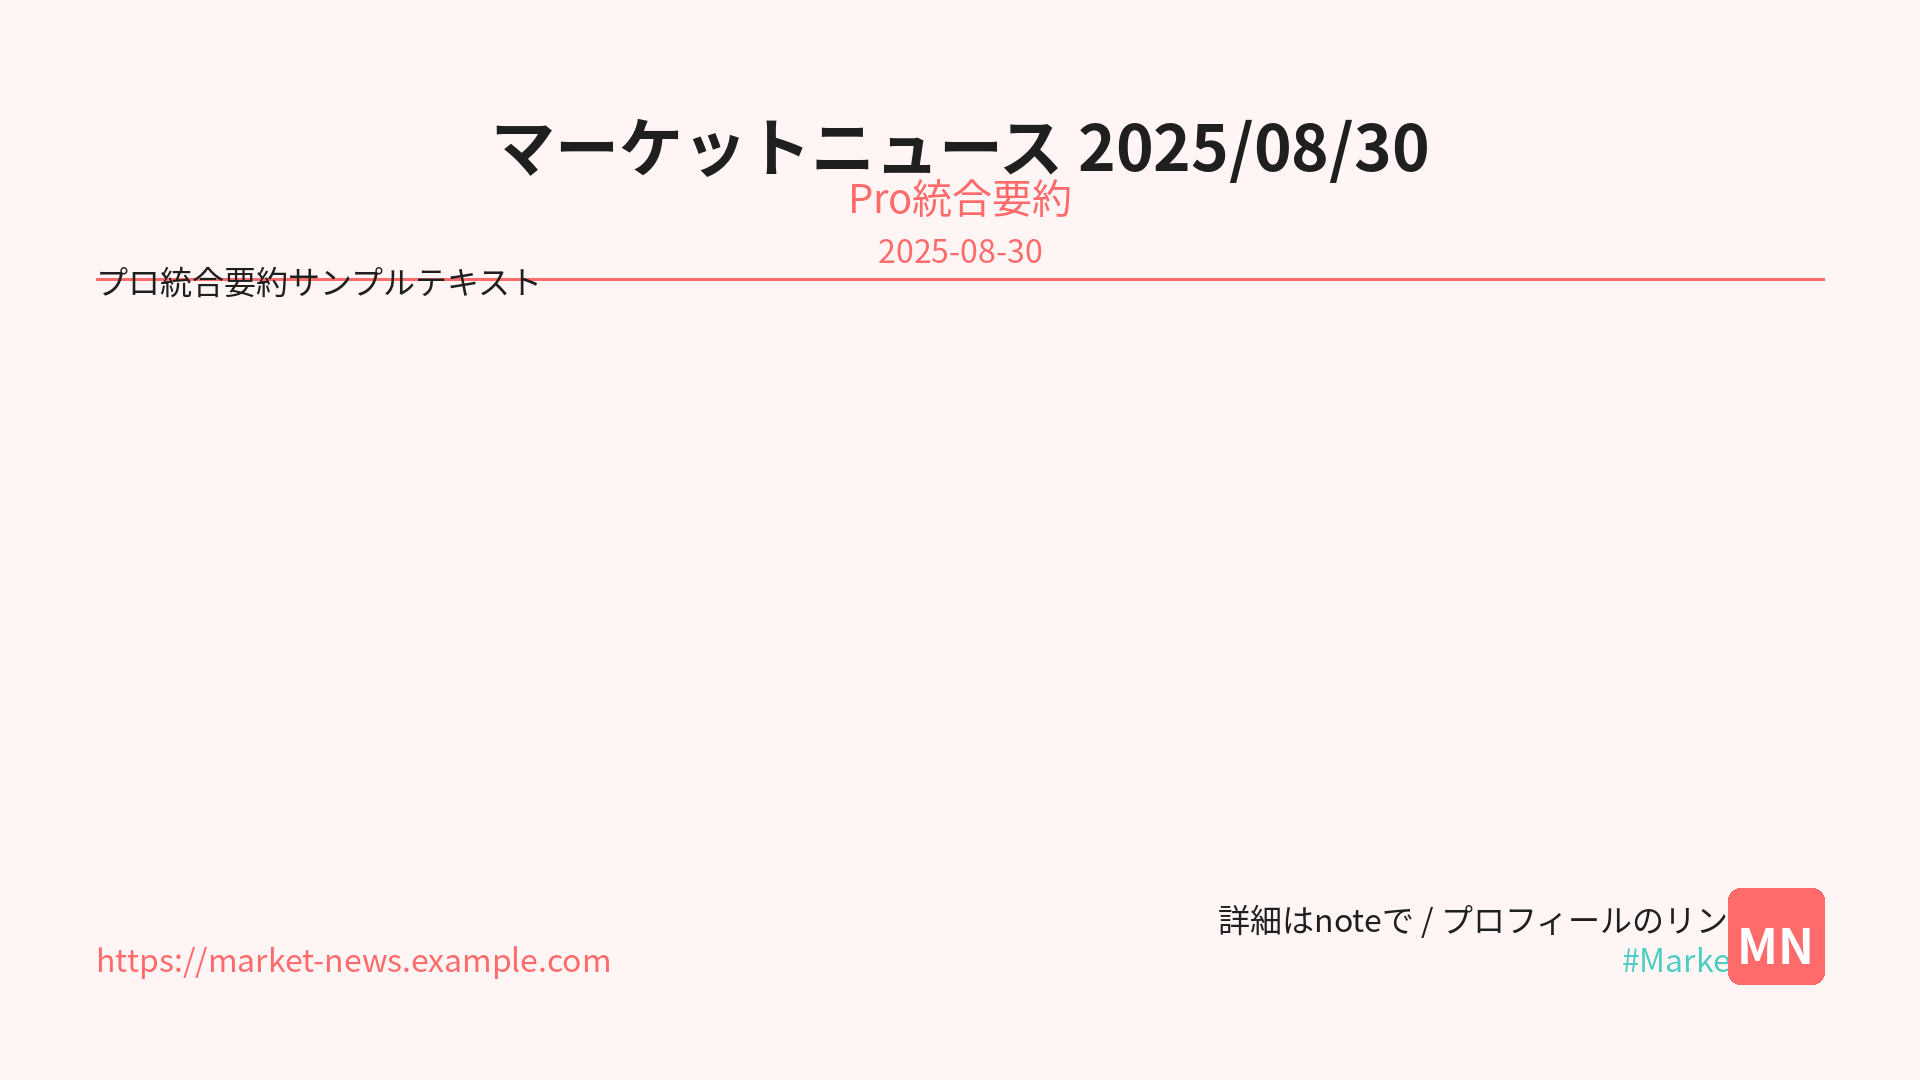 マーケットニュース 2025/08/30
Pro統合要約
2025-08-30
プロ統合要約サンプルテキスト
詳細はnoteで / プロフィールのリン
https://market-news.example.com
#Marke
MN